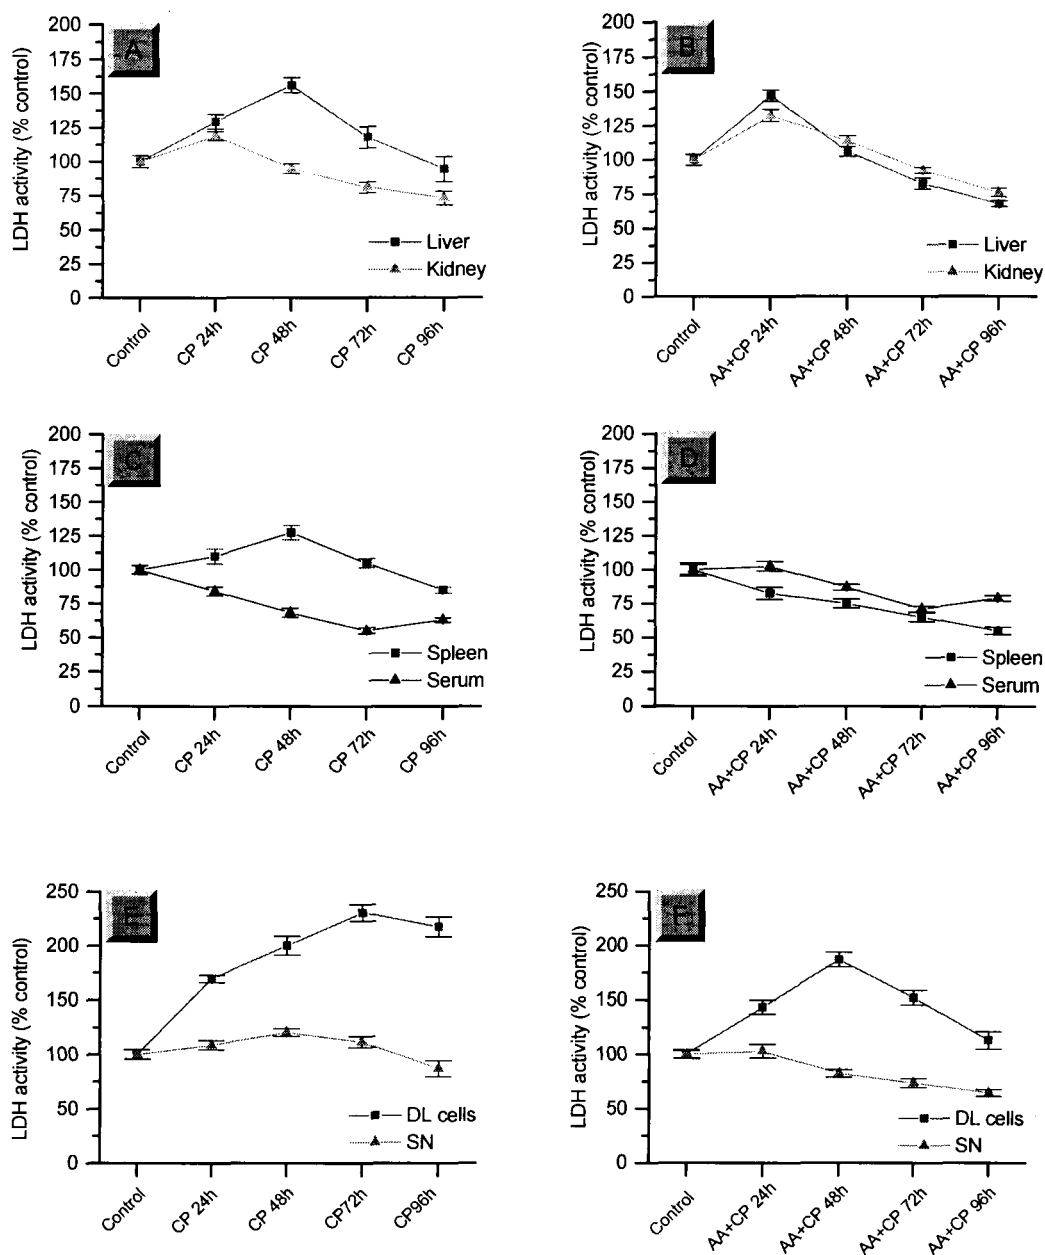 A
LDH activity (% control)
200
175
150
125
100
75
50
25
0
Liver
Kidney
Control
CP 24h
CP 48h
CP 72h
CP 96h
B
LDH activity (% control)
200
175
150
125
100
75
50
25
0
Liver
Kidney
Control
AA+CP 24h
AA+CP 48h
AA+CP 72h
AA+CP 96h
C
LDH activity (% control)
200
175
150
125
100
75
50
25
0
Spleen
Serum
Control
CP 24h
CP 48h
CP 72h
CP 96h
D
LDH activity (% control)
200
175
150
125
100
75
50
25
0
Spleen
Serum
Control
AA+CP 24h
AA+CP 48h
AA+CP 72h
AA+CP 96h
E
LDH activity (% control)
250
200
150
100
50
0
DL cells
SN
Control
CP 24h
CP 48h
CP72h
CP96h
F
LDH activity (% control)
250
200
150
100
50
0
DL cells
SN
Control
AA+CP 24h
AA+CP 48h
AA+CP 72h
AA+CP 96h